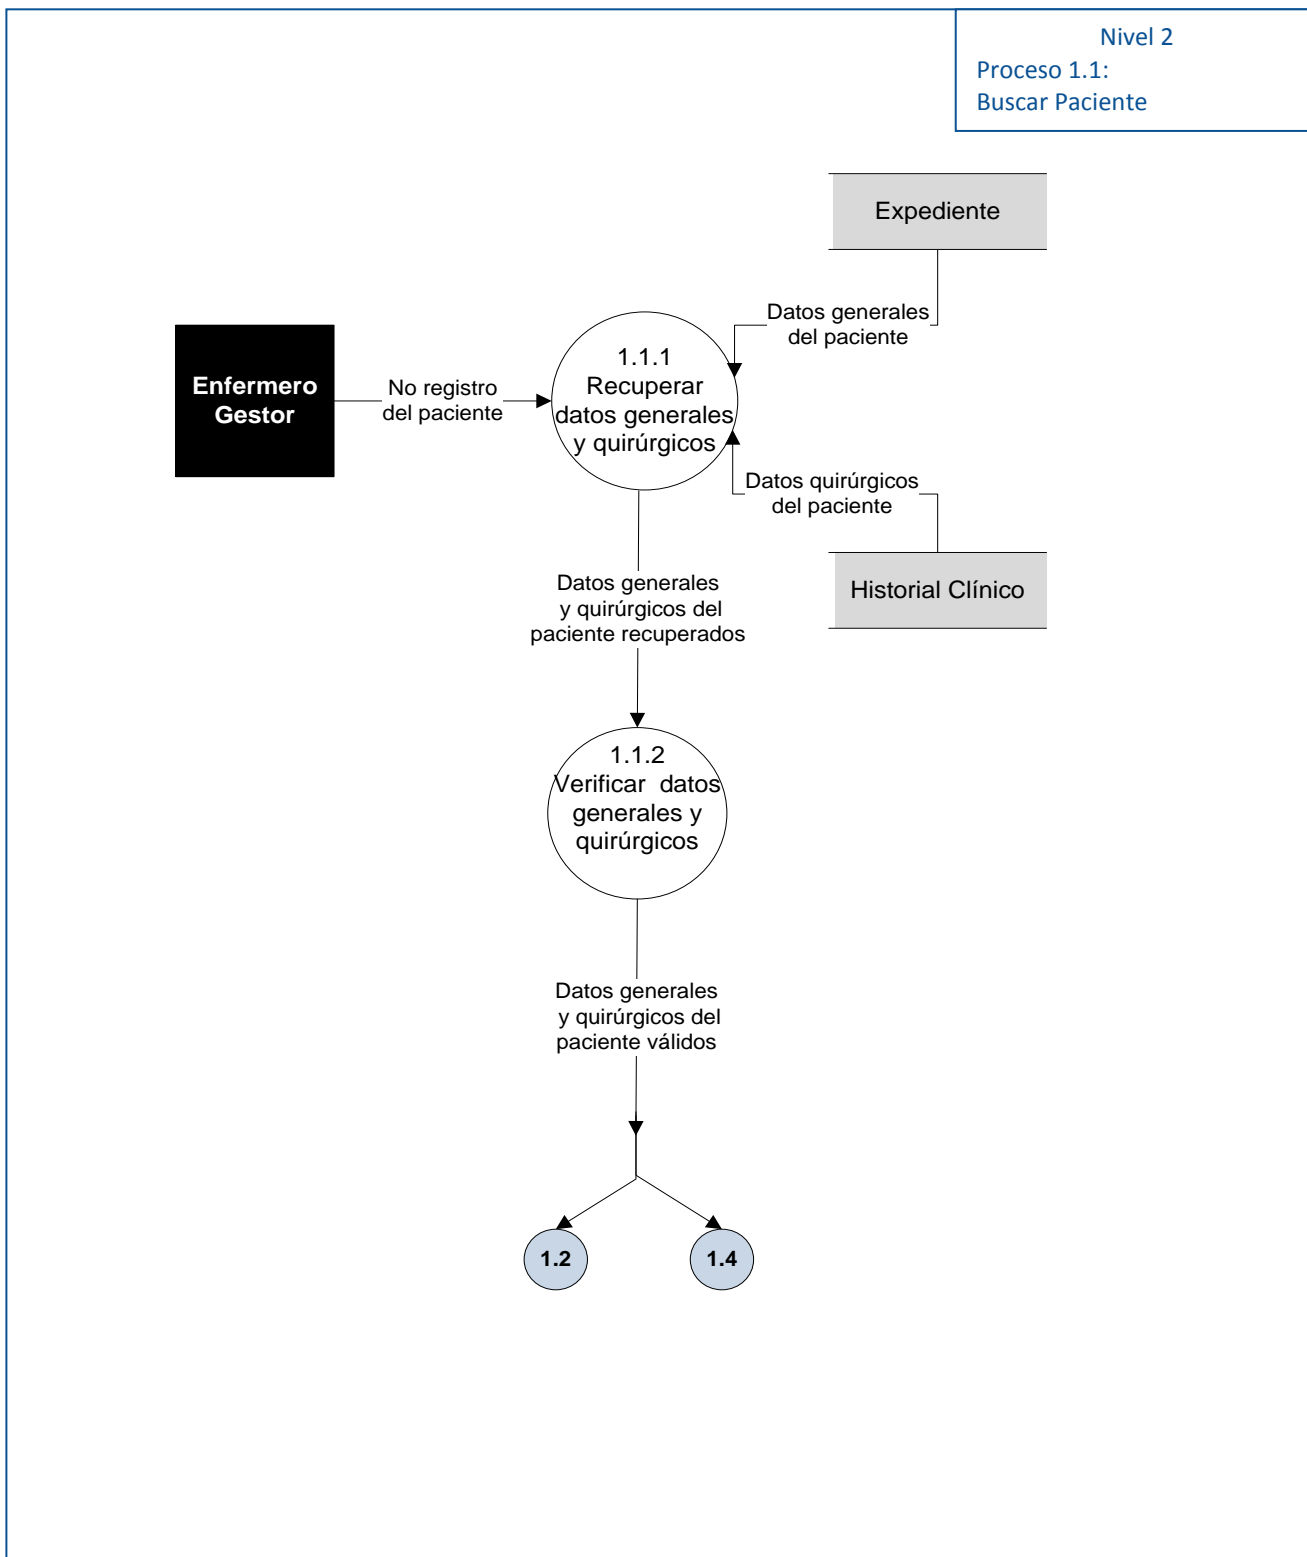 Nivel 2
Proceso 1.1:
Buscar Paciente
Expediente
Datos generales
del paciente
Enfermero
Gestor
No registro
del paciente
1.1.1
Recuperar
datos generales
y quirúrgicos
Datos quirúrgicos
del paciente
Historial Clínico
Datos generales
y quirúrgicos del
paciente recuperados
1.1.2
Verificar datos
generales y
quirúrgicos
Datos generales
y quirúrgicos del
paciente válidos
1.2
1.4